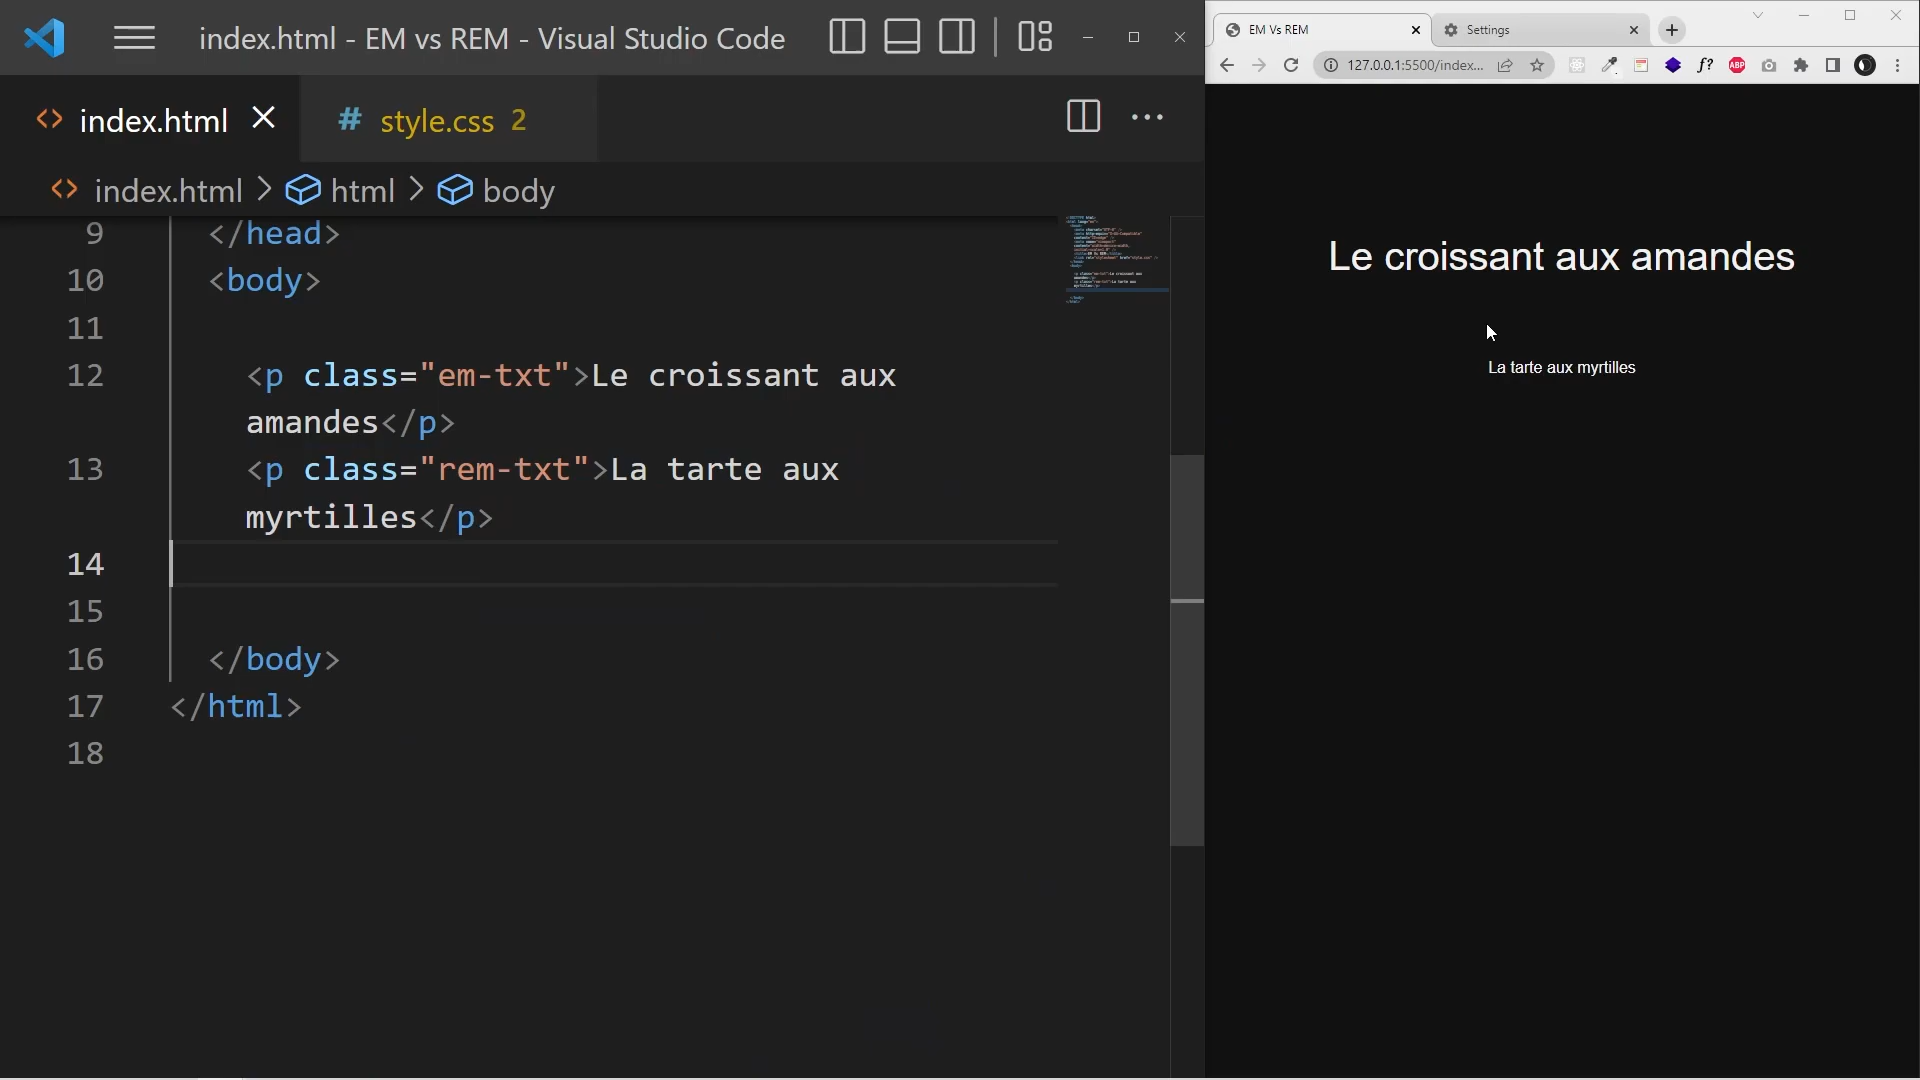 index.html - EM vs REM - Visual Studio Code
index.html
# style.css 2
index.html > html > body
9 </head>
10 <body>
11
12 <p class="em-txt">Le croissant aux
amandes</p>
13 <p class="rem-txt">La tarte aux
myrtilles</p>
14
15
16 </body>
17 </html>
18
EM Vs REM
Settings
127.0.0.1:5500/index...
f?
ABP
Le croissant aux amandes
La tarte aux myrtilles